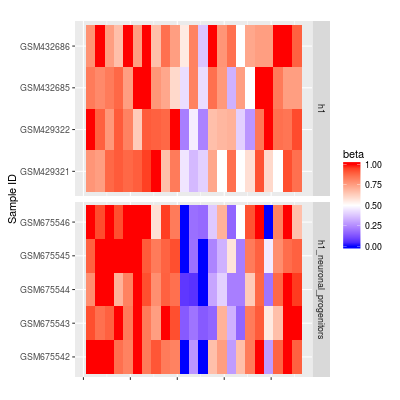 GSM432686
GSM432685
GSM429322
GSM429321
h1
GSM675546
GSM675545
GSM675544
GSM675543
GSM675542
h1_neuronal_progenitors
Sample ID
beta
1.00
0.75
0.50
0.25
0.00